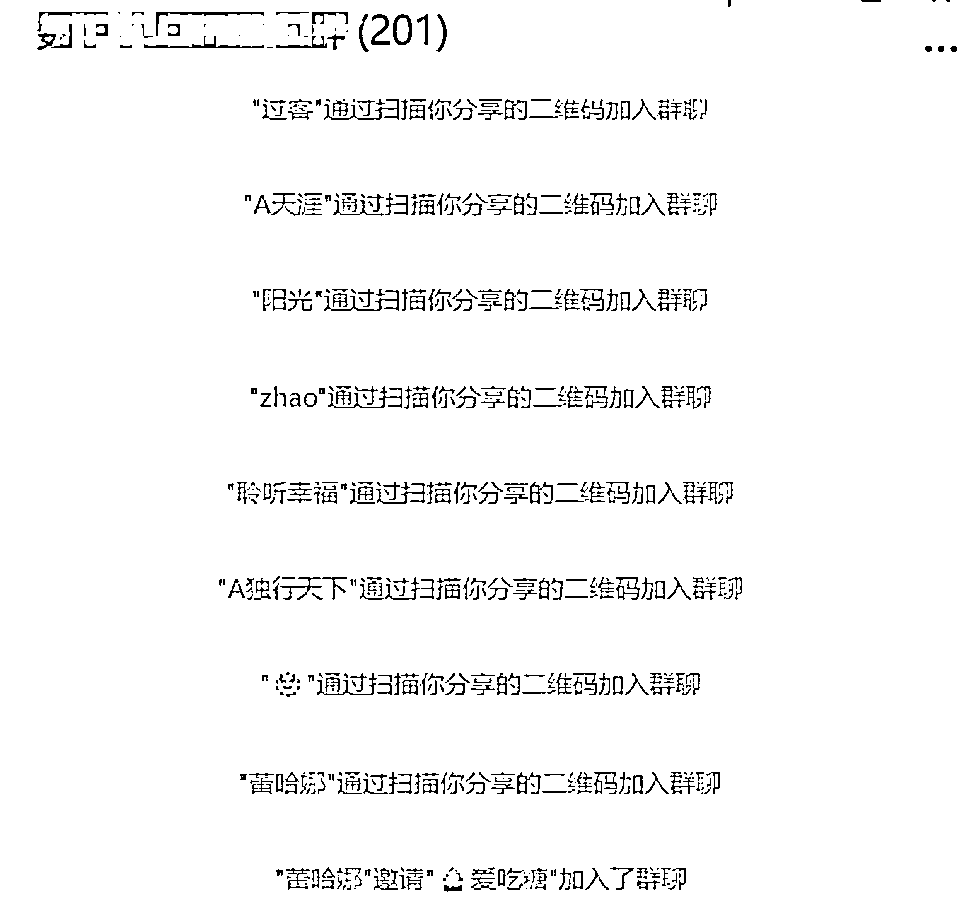 群 (201)
...
"过客"通过扫描你分享的二维码加入群聊
"A天涯"通过扫描你分享的二维码加入群聊
"阳光"通过扫描你分享的二维码加入群聊
"zhao"通过扫描你分享的二维码加入群聊
"聆听幸福"通过扫描你分享的二维码加入群聊
"A独行天下"通过扫描你分享的二维码加入群聊
" "通过扫描你分享的二维码加入群聊
"蕾哈娜"通过扫描你分享的二维码加入群聊
"蕾哈娜"邀请" 爱吃糖"加入了群聊